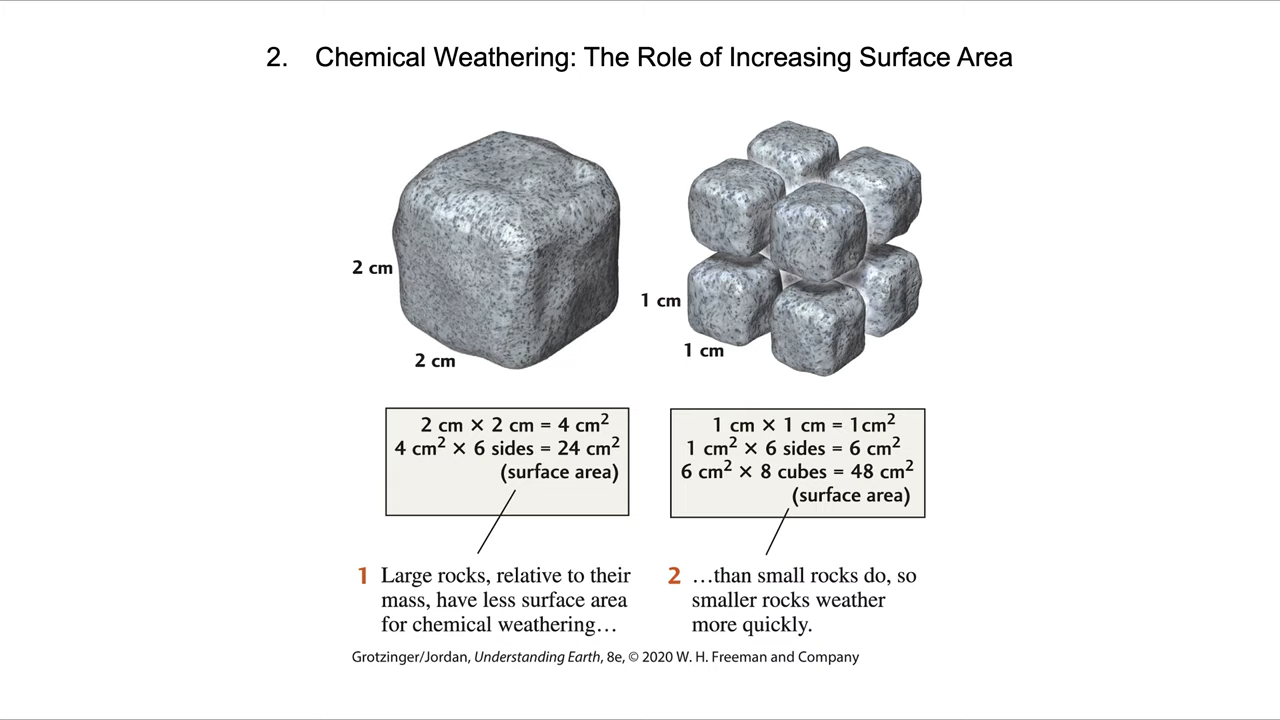 2. Chemical Weathering: The Role of Increasing Surface Area
2 cm
2 cm
1 cm
1 cm
2 cm × 2 cm = 4 cm²
4 cm² × 6 sides = 24 cm²
(surface area)
1 cm × 1 cm = 1cm²
1 cm² × 6 sides = 6 cm²
6 cm² × 8 cubes = 48 cm²
(surface area)
1 Large rocks, relative to their
mass, have less surface area
for chemical weathering…
2 …than small rocks do, so
smaller rocks weather
more quickly.
Grotzinger/Jordan, Understanding Earth, 8e, © 2020 W. H. Freeman and Company